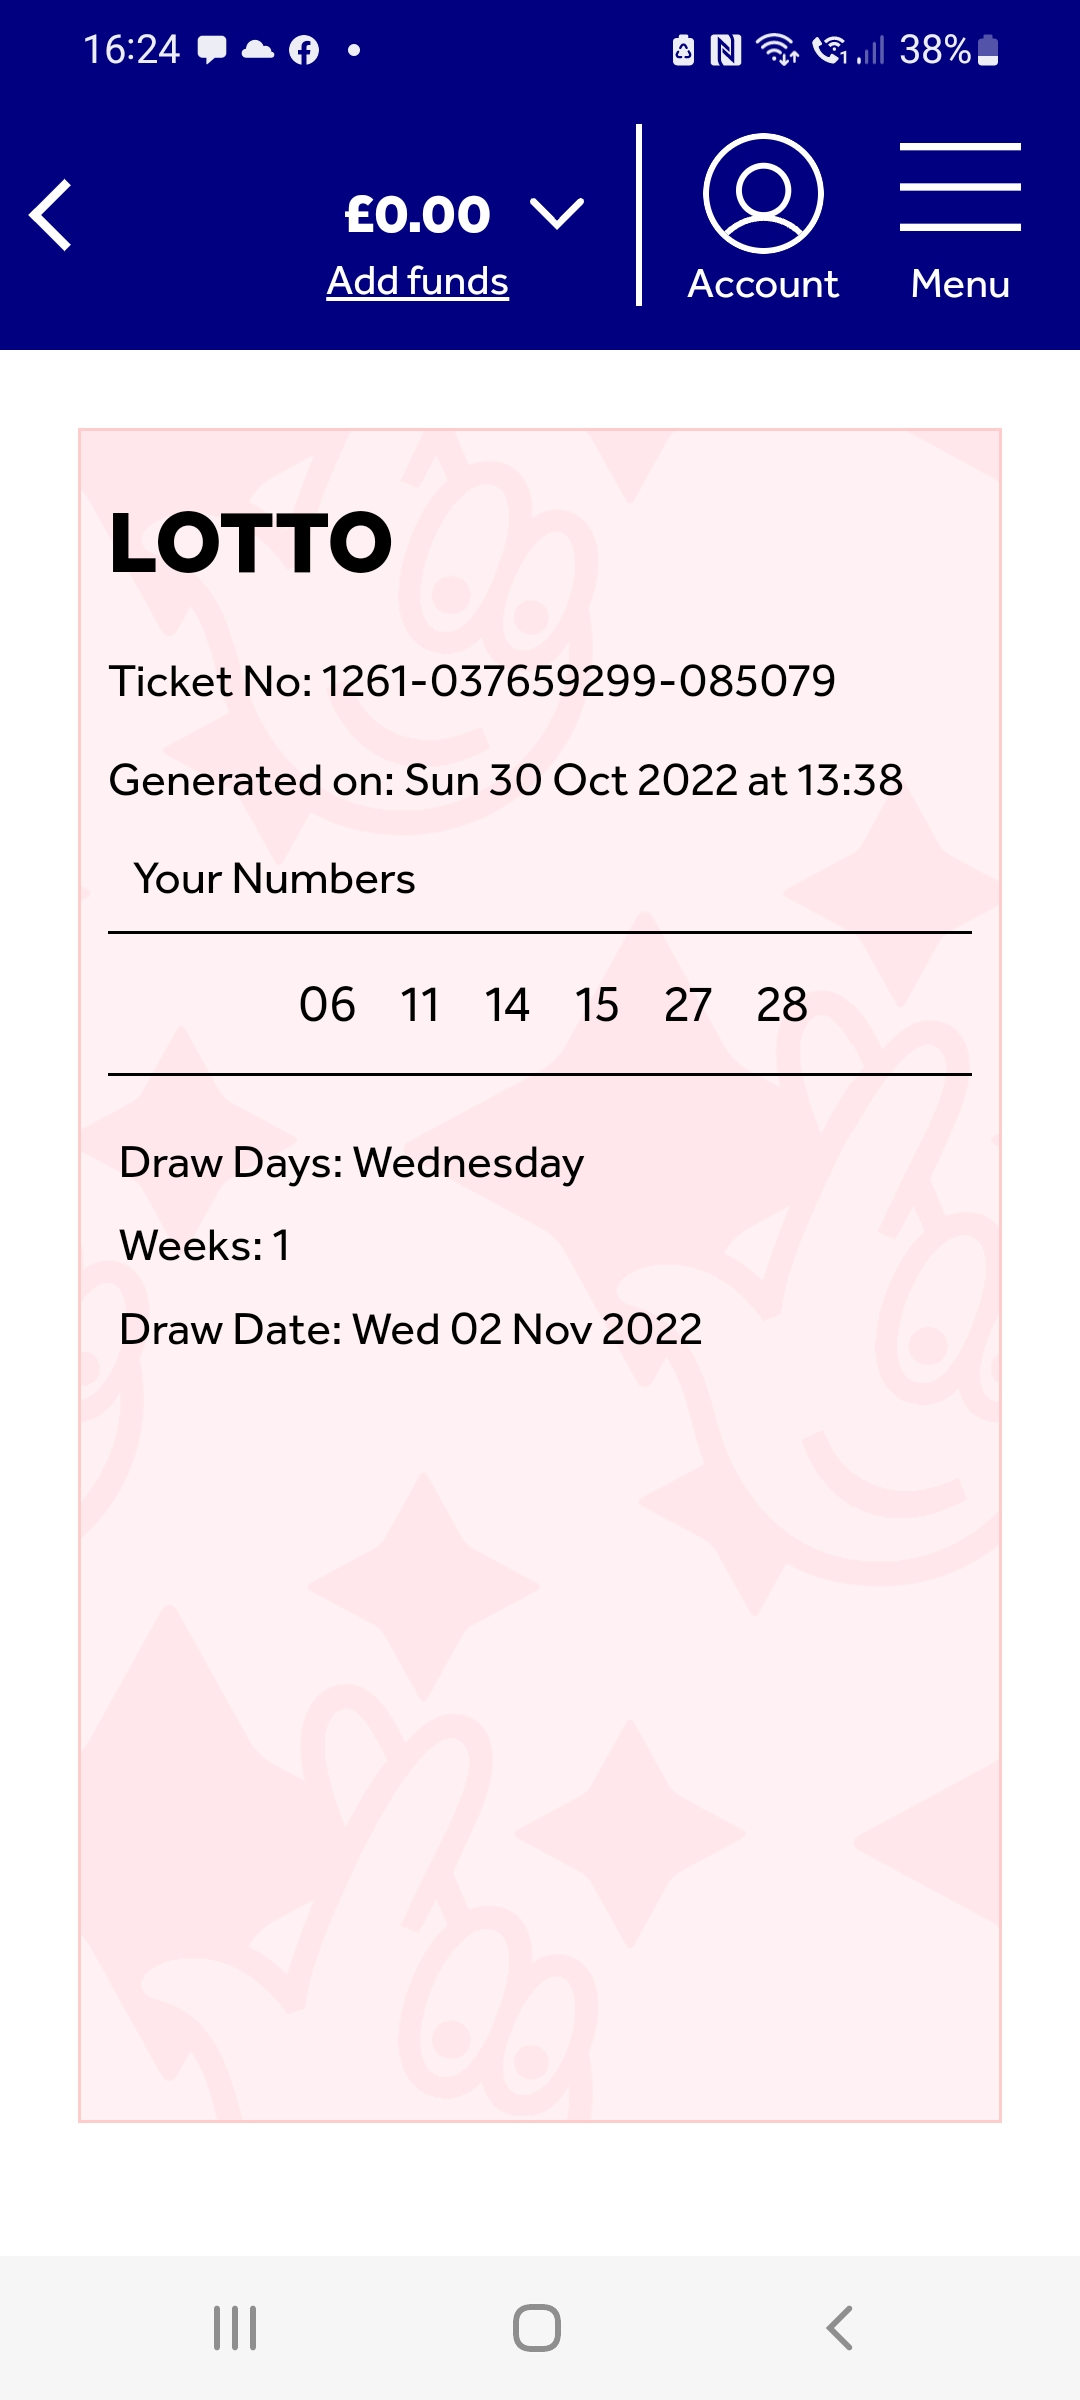 16:24 38%
£0.00
Add funds
Account Menu
LOTTO
Ticket No: 1261-037659299-085079
Generated on: Sun 30 Oct 2022 at 13:38
Your Numbers
06 11 14 15 27 28
Draw Days: Wednesday
Weeks: 1
Draw Date: Wed 02 Nov 2022